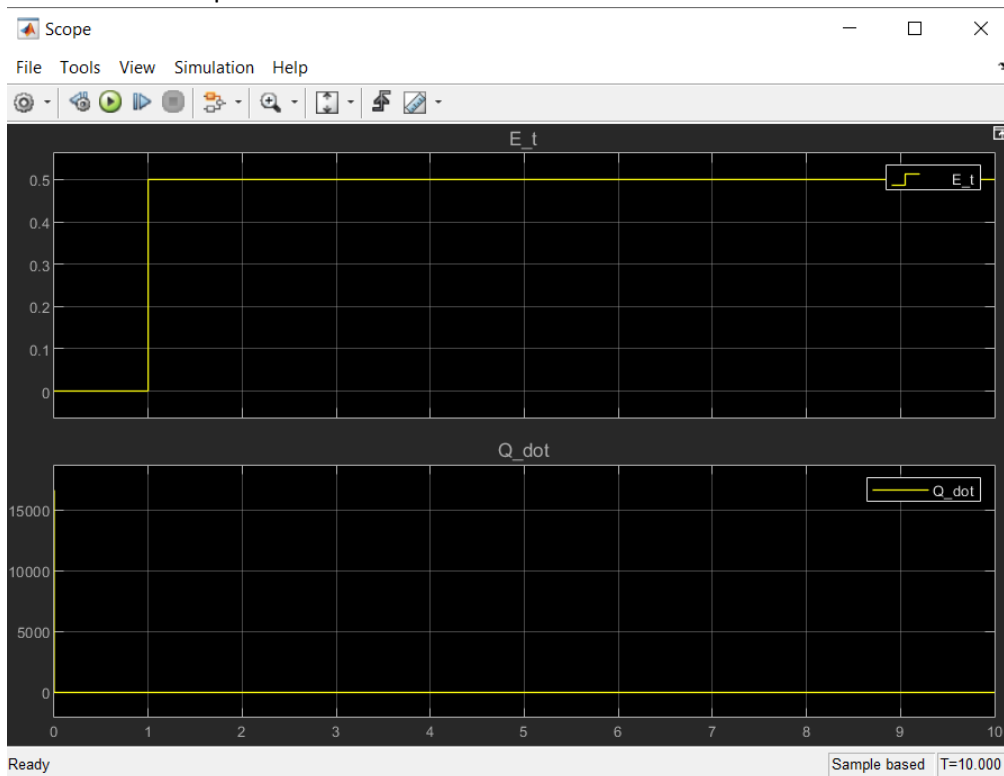 Scope
File Tools View Simulation Help
E_t
E_t
0.5
0.4
0.3
0.2
0.1
0
Q_dot
Q_dot
15000
10000
5000
0
0 1 2 3 4 5 6 7 8 9 10
Ready Sample based T=10.000